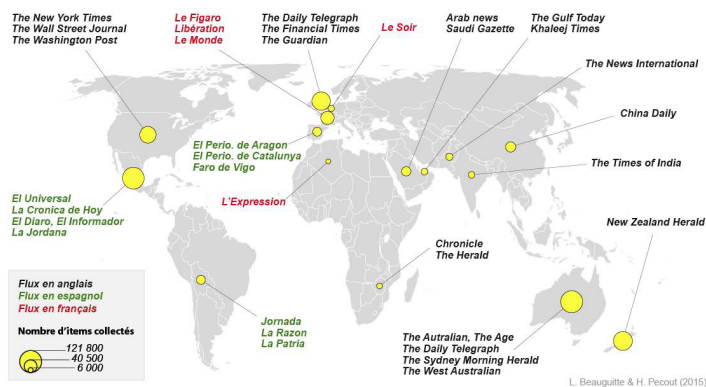 The New York Times
The Wall Street Journal
The Washington Post
Le Figaro
Libération
Le Monde
The Daily Telegraph
The Financial Times
The Guardian
Le Soir
Arab news
Saudi Gazette
The Gulf Today
Khaleej Times
The News International
China Daily
The Times of India
New Zealand Herald
El Perio. de Aragon
El Perio. de Catalunya
Faro de Vigo
L'Expression
El Universal
La Cronica de Hoy
El Diaro, El Informador
La Jordana
Chronicle
The Herald
Jornada
La Razon
La Patria
The Autralian, The Age
The Daily Telegraph
The Sydney Morning Herald
The West Australian
Flux en anglais
Flux en espagnol
Flux en français
Nombre d'items collectés
121 800
40 500
6 000
L. Beauguitte & H. Pecout (2015)